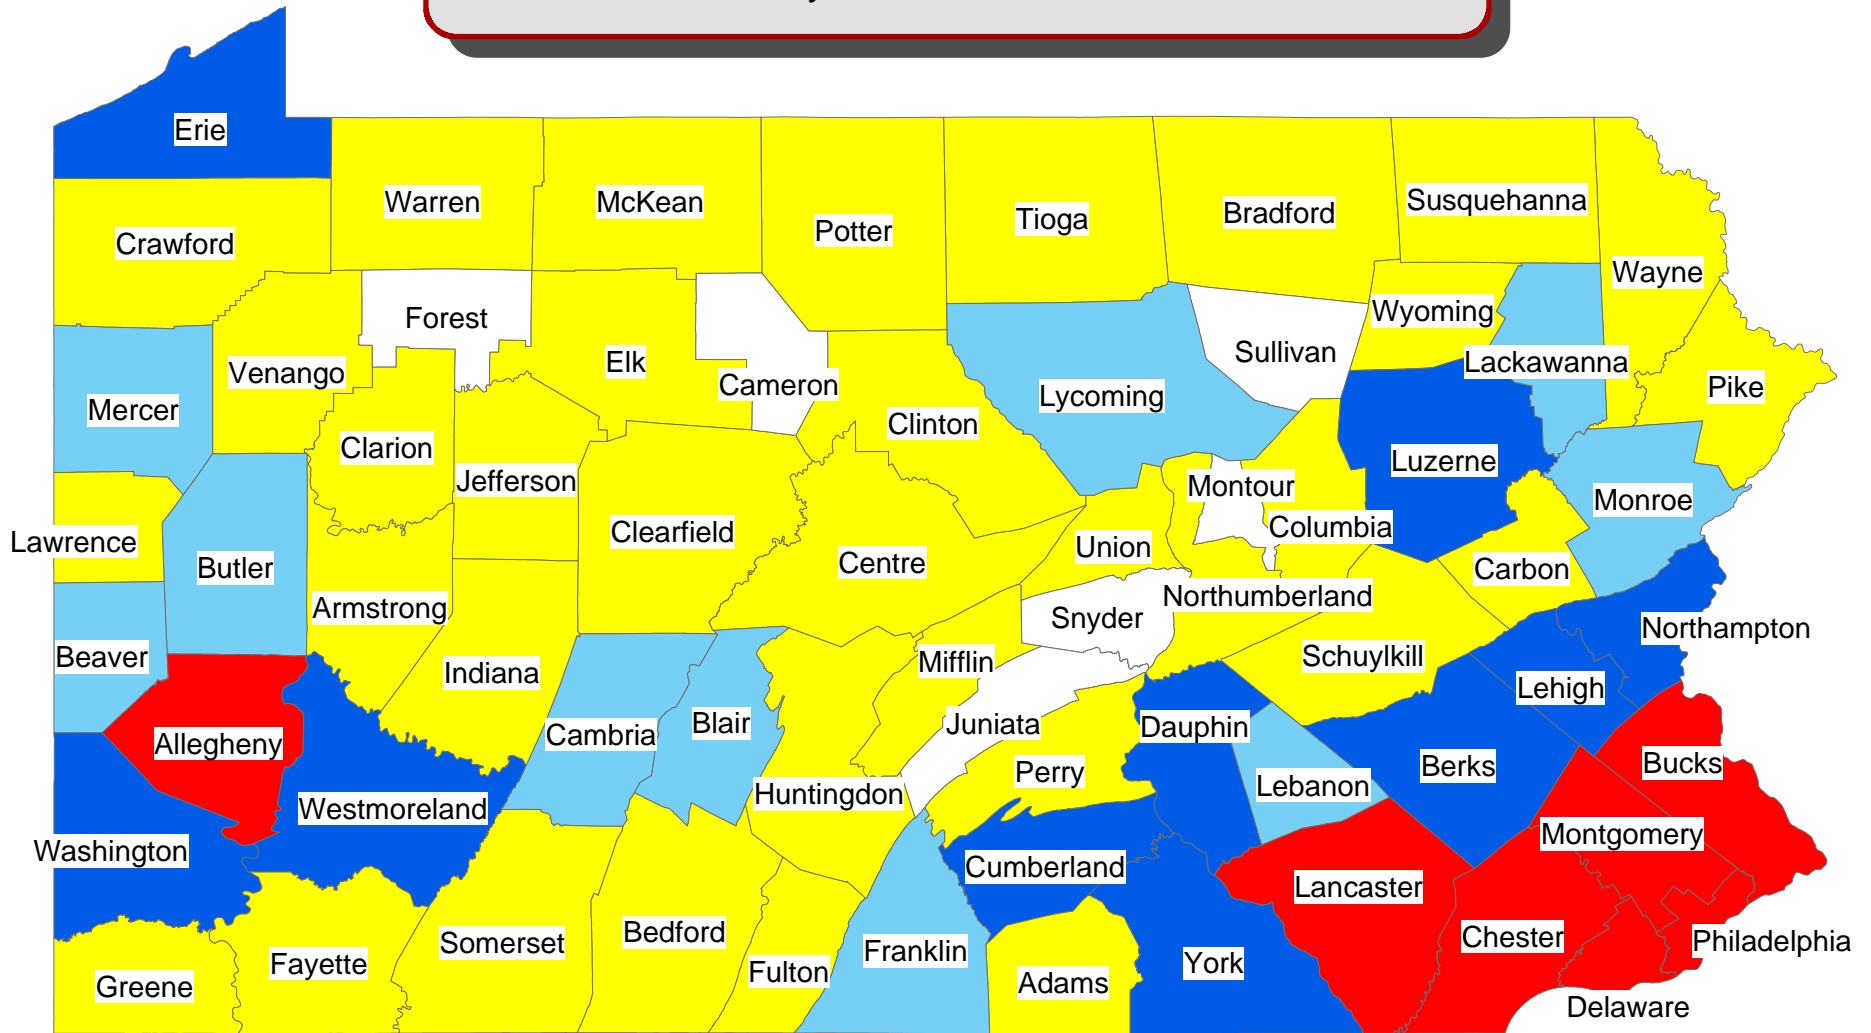 Erie
Warren
McKean
Potter
Tioga
Bradford
Susquehanna
Crawford
Wayne
Forest
Wyoming
Venango
Elk
Cameron
Sullivan
Lackawanna
Pike
Mercer
Lycoming
Clinton
Clarion
Jefferson
Luzerne
Montour
Monroe
Lawrence
Butler
Clearfield
Centre
Union
Columbia
Carbon
Armstrong
Northumberland
Snyder
Northampton
Beaver
Indiana
Mifflin
Schuylkill
Lehigh
Allegheny
Cambria
Blair
Juniata
Dauphin
Perry
Berks
Bucks
Lebanon
Huntingdon
Westmoreland
Montgomery
Washington
Cumberland
Lancaster
Somerset
Bedford
Franklin
Chester
Philadelphia
Greene
Fayette
Fulton
Adams
York
Delaware